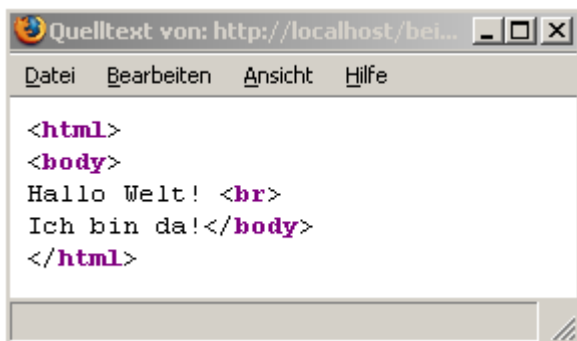 Quelltext von: http://localhost/bei...
Datei Bearbeiten Ansicht Hilfe
<html>
<body>
Hallo Welt! <br>
Ich bin da!</body>
</html>